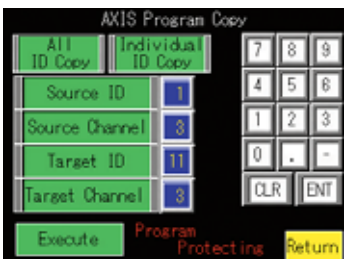 AXIS Program Copy
All ID Copy
Individual ID Copy
7 8 9
Source ID 1
4 5 6
Source Channel 3
1 2 3
Target ID 11
0 . -
Target Channel 3
CLR ENT
Execute
Program Protecting
Return